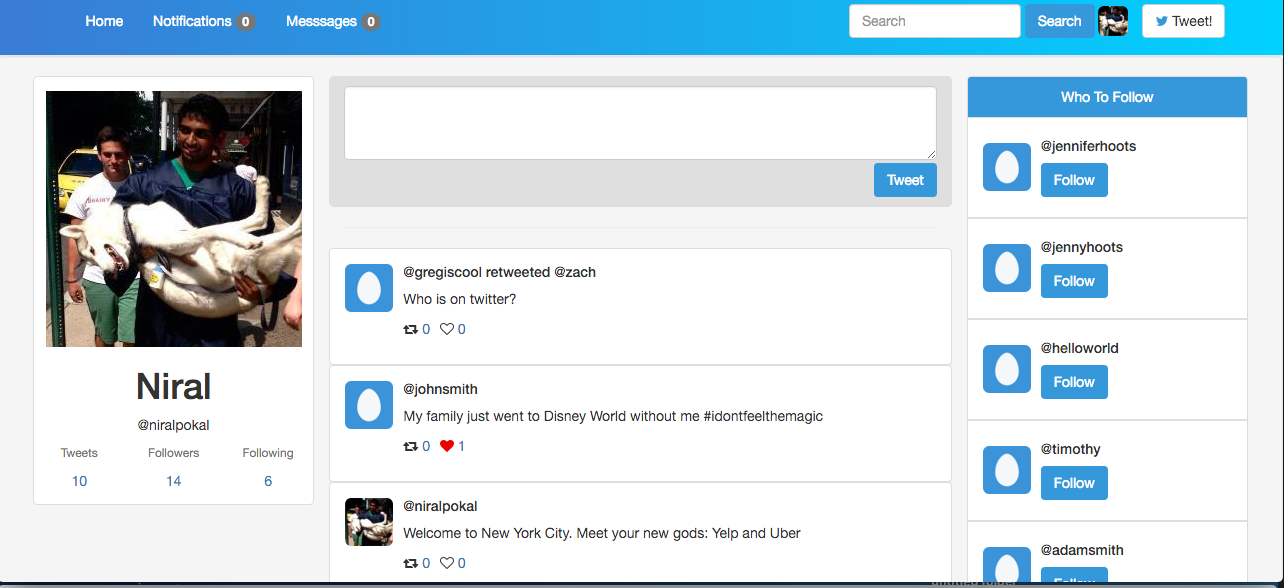 Home Notifications 0 Messsages 0 Search Search Tweet!
Niral
@niralpokal
Tweets Followers Following
10 14 6
Tweet
@gregiscool retweeted @zach
Who is on twitter?
0 0
@johnsmith
My family just went to Disney World without me #idontfeelthemagic
0 1
@niralpokal
Welcome to New York City. Meet your new gods: Yelp and Uber
0 0
Who To Follow
@jenniferhoots
Follow
@jennyhoots
Follow
@helloworld
Follow
@timothy
Follow
@adamsmith
Follow